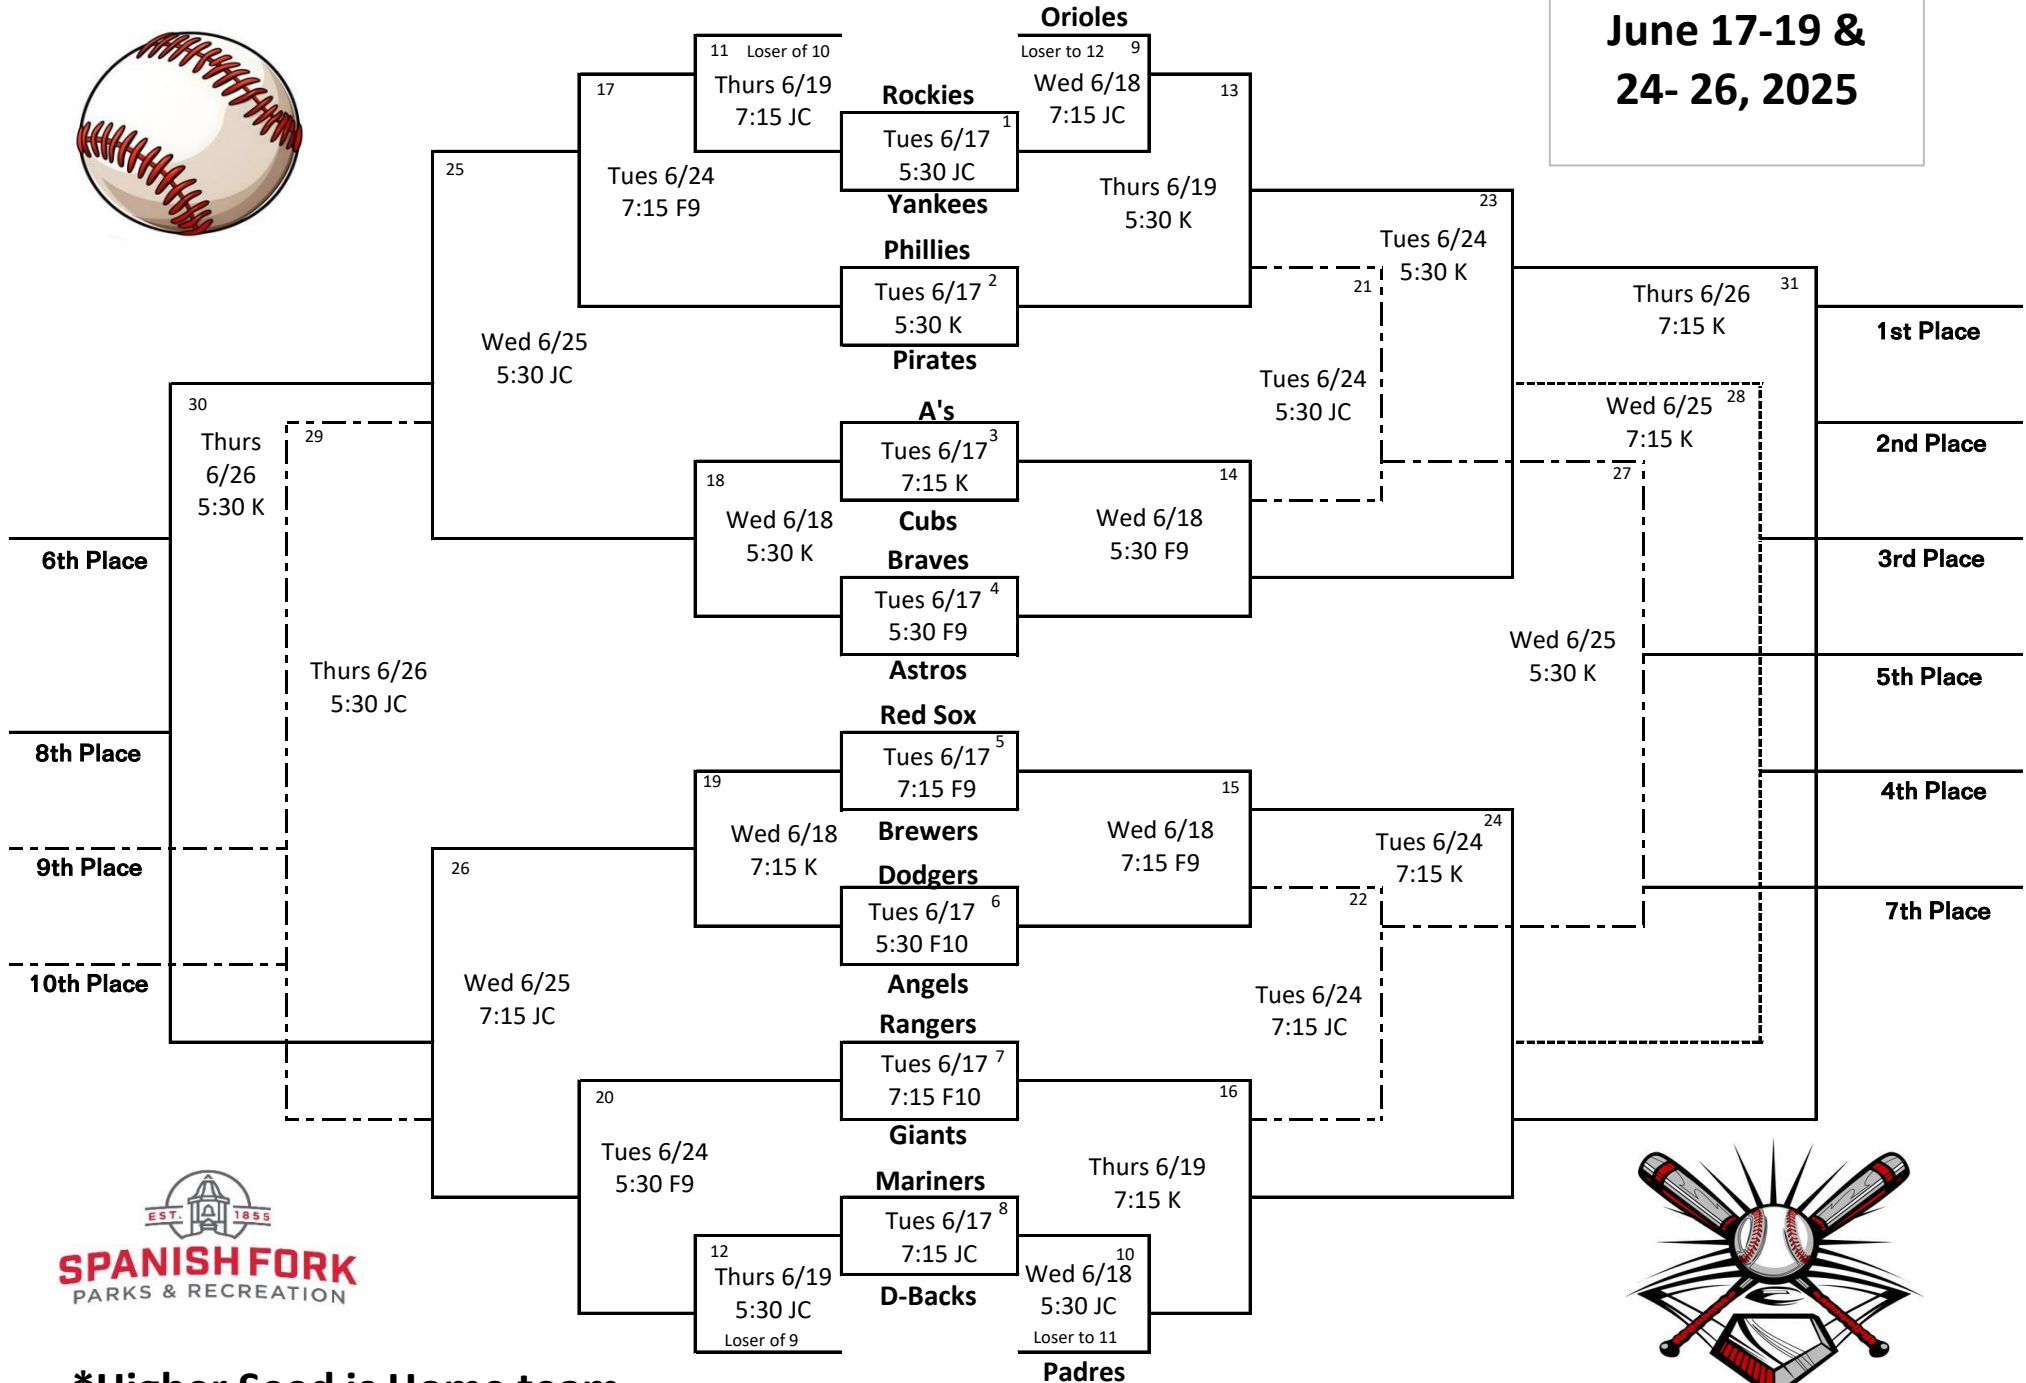 June 17-19 &
24- 26, 2025
Orioles
11 Loser of 10
Thurs 6/19
7:15 JC
Loser to 12 9
Wed 6/18
7:15 JC
17
Tues 6/24
7:15 F9
Rockies
Tues 6/17 1
5:30 JC
Yankees
13
Thurs 6/19
5:30 K
25
Wed 6/25
5:30 JC
Phillies
Tues 6/17 2
5:30 K
Pirates
23
Tues 6/24
5:30 K
21
Tues 6/24
5:30 JC
31
Thurs 6/26
7:15 K
1st Place
2nd Place
30
Thurs
6/26
5:30 K
29
Thurs 6/26
5:30 JC
A's
Tues 6/17 3
7:15 K
Cubs
18
Wed 6/18
5:30 K
14
Wed 6/18
5:30 F9
Wed 6/25 28
7:15 K
27
Wed 6/25
5:30 K
Braves
Tues 6/17 4
5:30 F9
Astros
6th Place
3rd Place
5th Place
8th Place
Red Sox
Tues 6/17 5
7:15 F9
Brewers
19
Wed 6/18
7:15 K
15
Wed 6/18
7:15 F9
4th Place
24
Tues 6/24
7:15 K
9th Place
26
Wed 6/25
7:15 JC
Dodgers
Tues 6/17 6
5:30 F10
Angels
22
Tues 6/24
7:15 JC
7th Place
10th Place
Rangers
Tues 6/17 7
7:15 F10
Giants
20
Tues 6/24
5:30 F9
16
Thurs 6/19
7:15 K
Mariners
Tues 6/17 8
7:15 JC
D-Backs
12
Thurs 6/19
5:30 JC
Loser of 9
10
Wed 6/18
5:30 JC
Loser to 11
Padres
EST. 1855
SPANISH FORK
PARKS & RECREATION
*Higher Seed is Home team